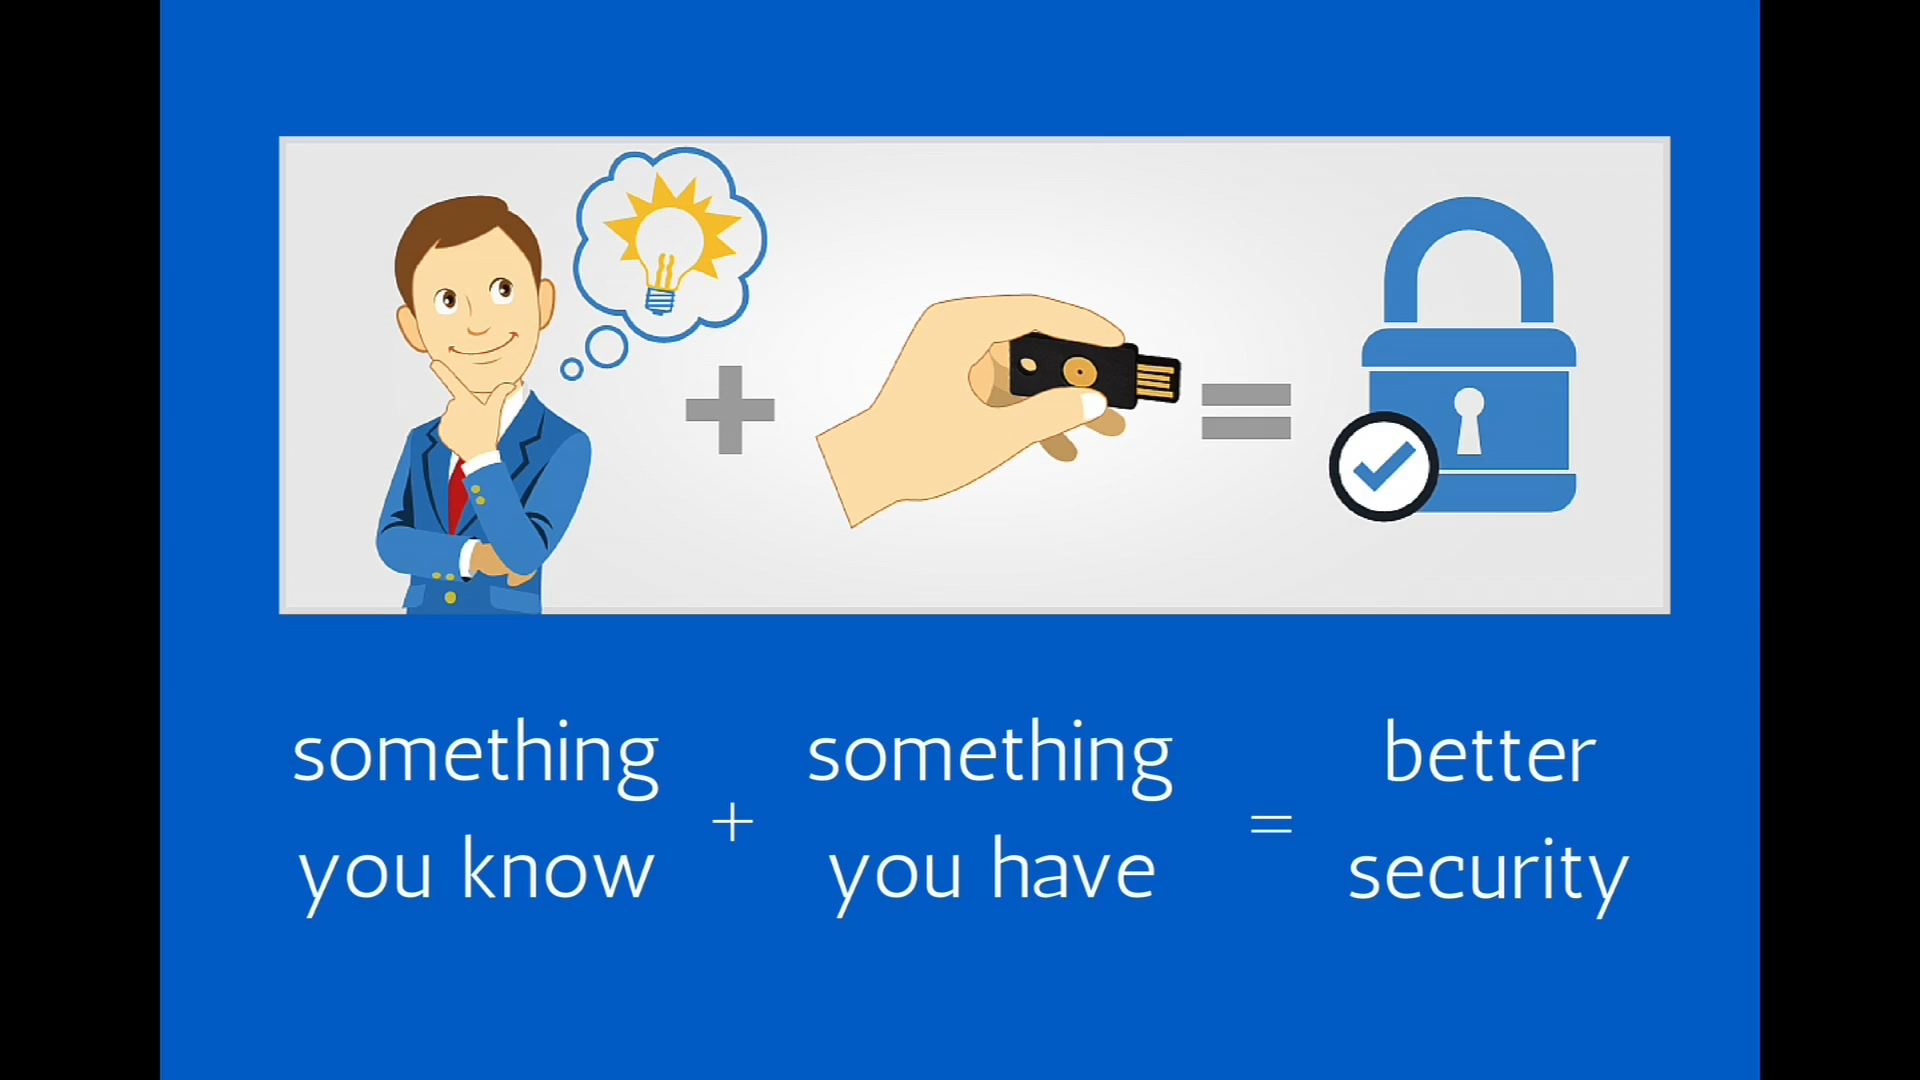 something
you know
+
something
you have
=
better
security